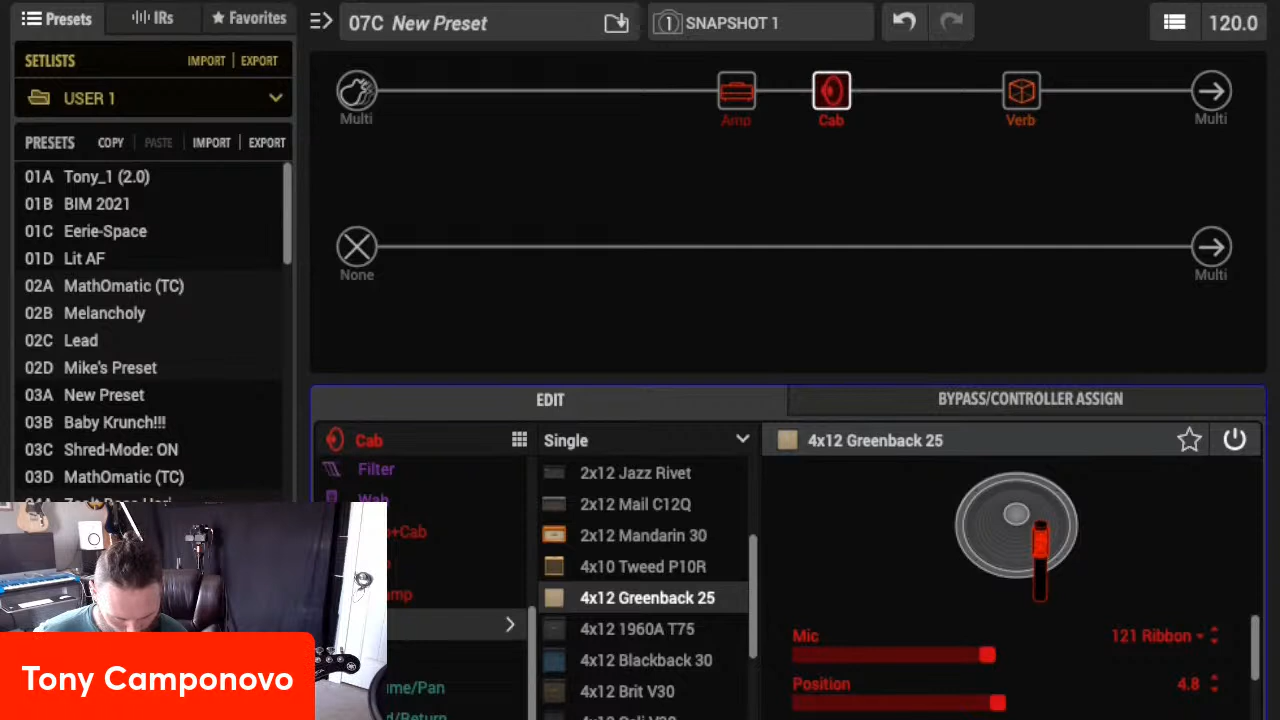 Presets IRs Favorites
07C New Preset 1 SNAPSHOT 1 120.0
SETLISTS IMPORT EXPORT
USER 1
PRESETS COPY PASTE IMPORT EXPORT
01A Tony_1 (2.0)
01B BIM 2021
01C Eerie-Space
01D Lit AF
02A MathOmatic (TC)
02B Melancholy
02C Lead
02D Mike's Preset
03A New Preset
03B Baby Krunch!!!
03C Shred-Mode: ON
03D MathOmatic (TC)
Multi Amp Cab Verb Multi
None Multi
EDIT BYPASS/CONTROLLER ASSIGN
Cab Single 4x12 Greenback 25
Filter
Wah
2x12 Jazz Rivet
2x12 Mail C12Q
2x12 Mandarin 30
4x10 Tweed P10R
4x12 Greenback 25
4x12 1960A T75
4x12 Blackback 30
4x12 Brit V30
Mic 121 Ribbon
Position 4.8
Tony Camponovo